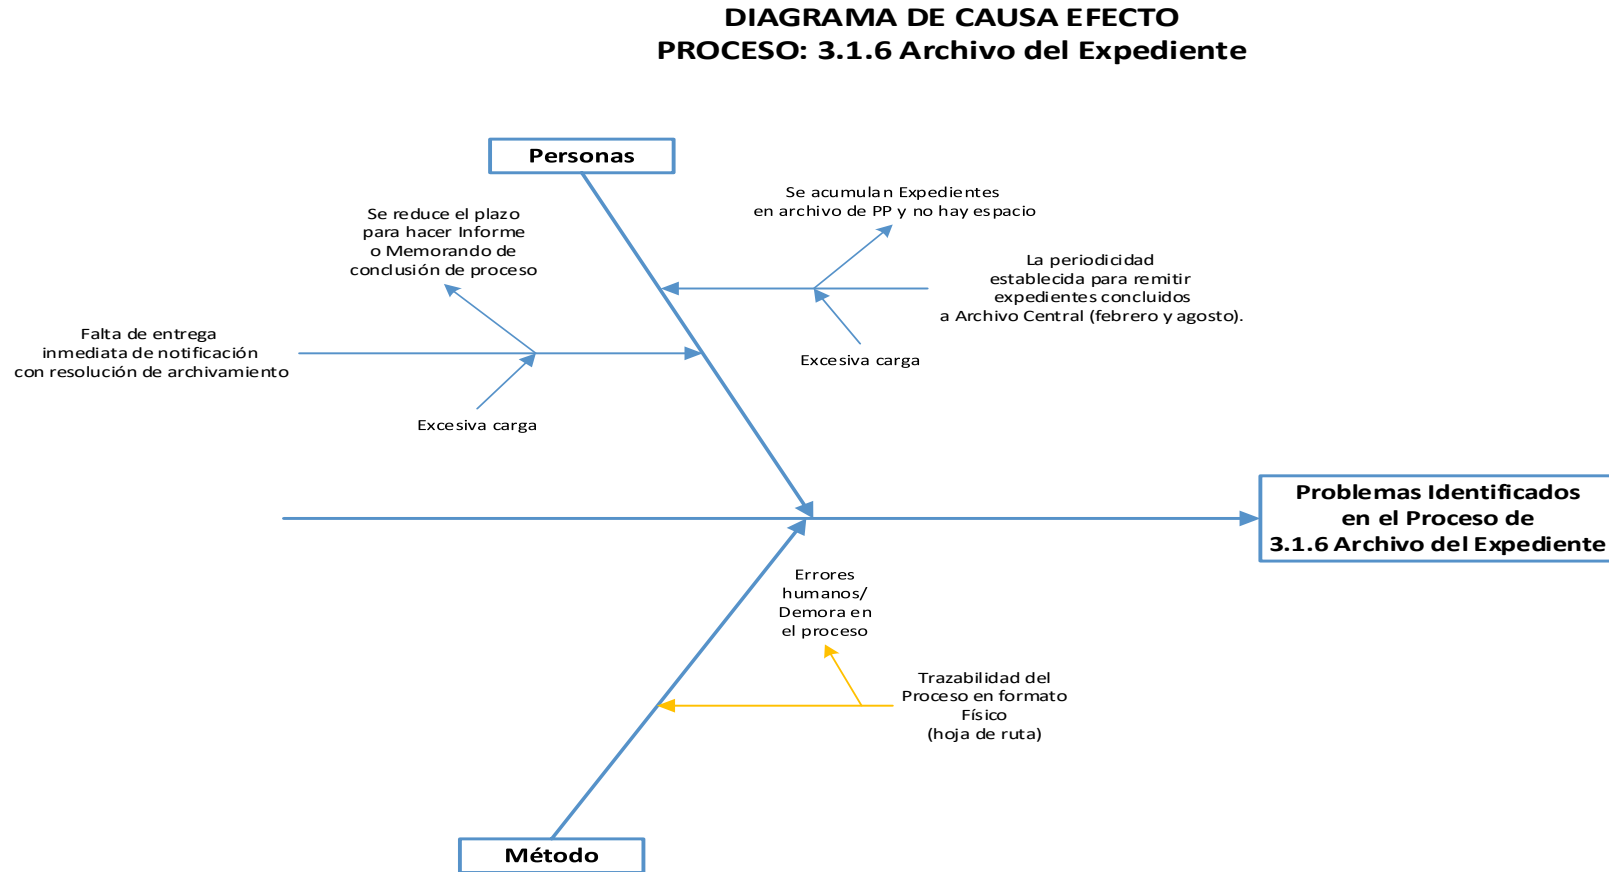 DIAGRAMA DE CAUSA EFECTO
PROCESO: 3.1.6 Archivo del Expediente
Personas
Se reduce el plazo
para hacer Informe
o Memorando de
conclusión de proceso
Se acumulan Expedientes
en archivo de PP y no hay espacio
La periodicidad
establecida para remitir
expedientes concluidos
a Archivo Central (febrero y agosto).
Falta de entrega
inmediata de notificación
con resolución de archivamiento
Excesiva carga
Excesiva carga
Problemas Identificados
en el Proceso de
3.1.6 Archivo del Expediente
Errores
humanos/
Demora en
el proceso
Trazabilidad del
Proceso en formato
Físico
(hoja de ruta)
Método